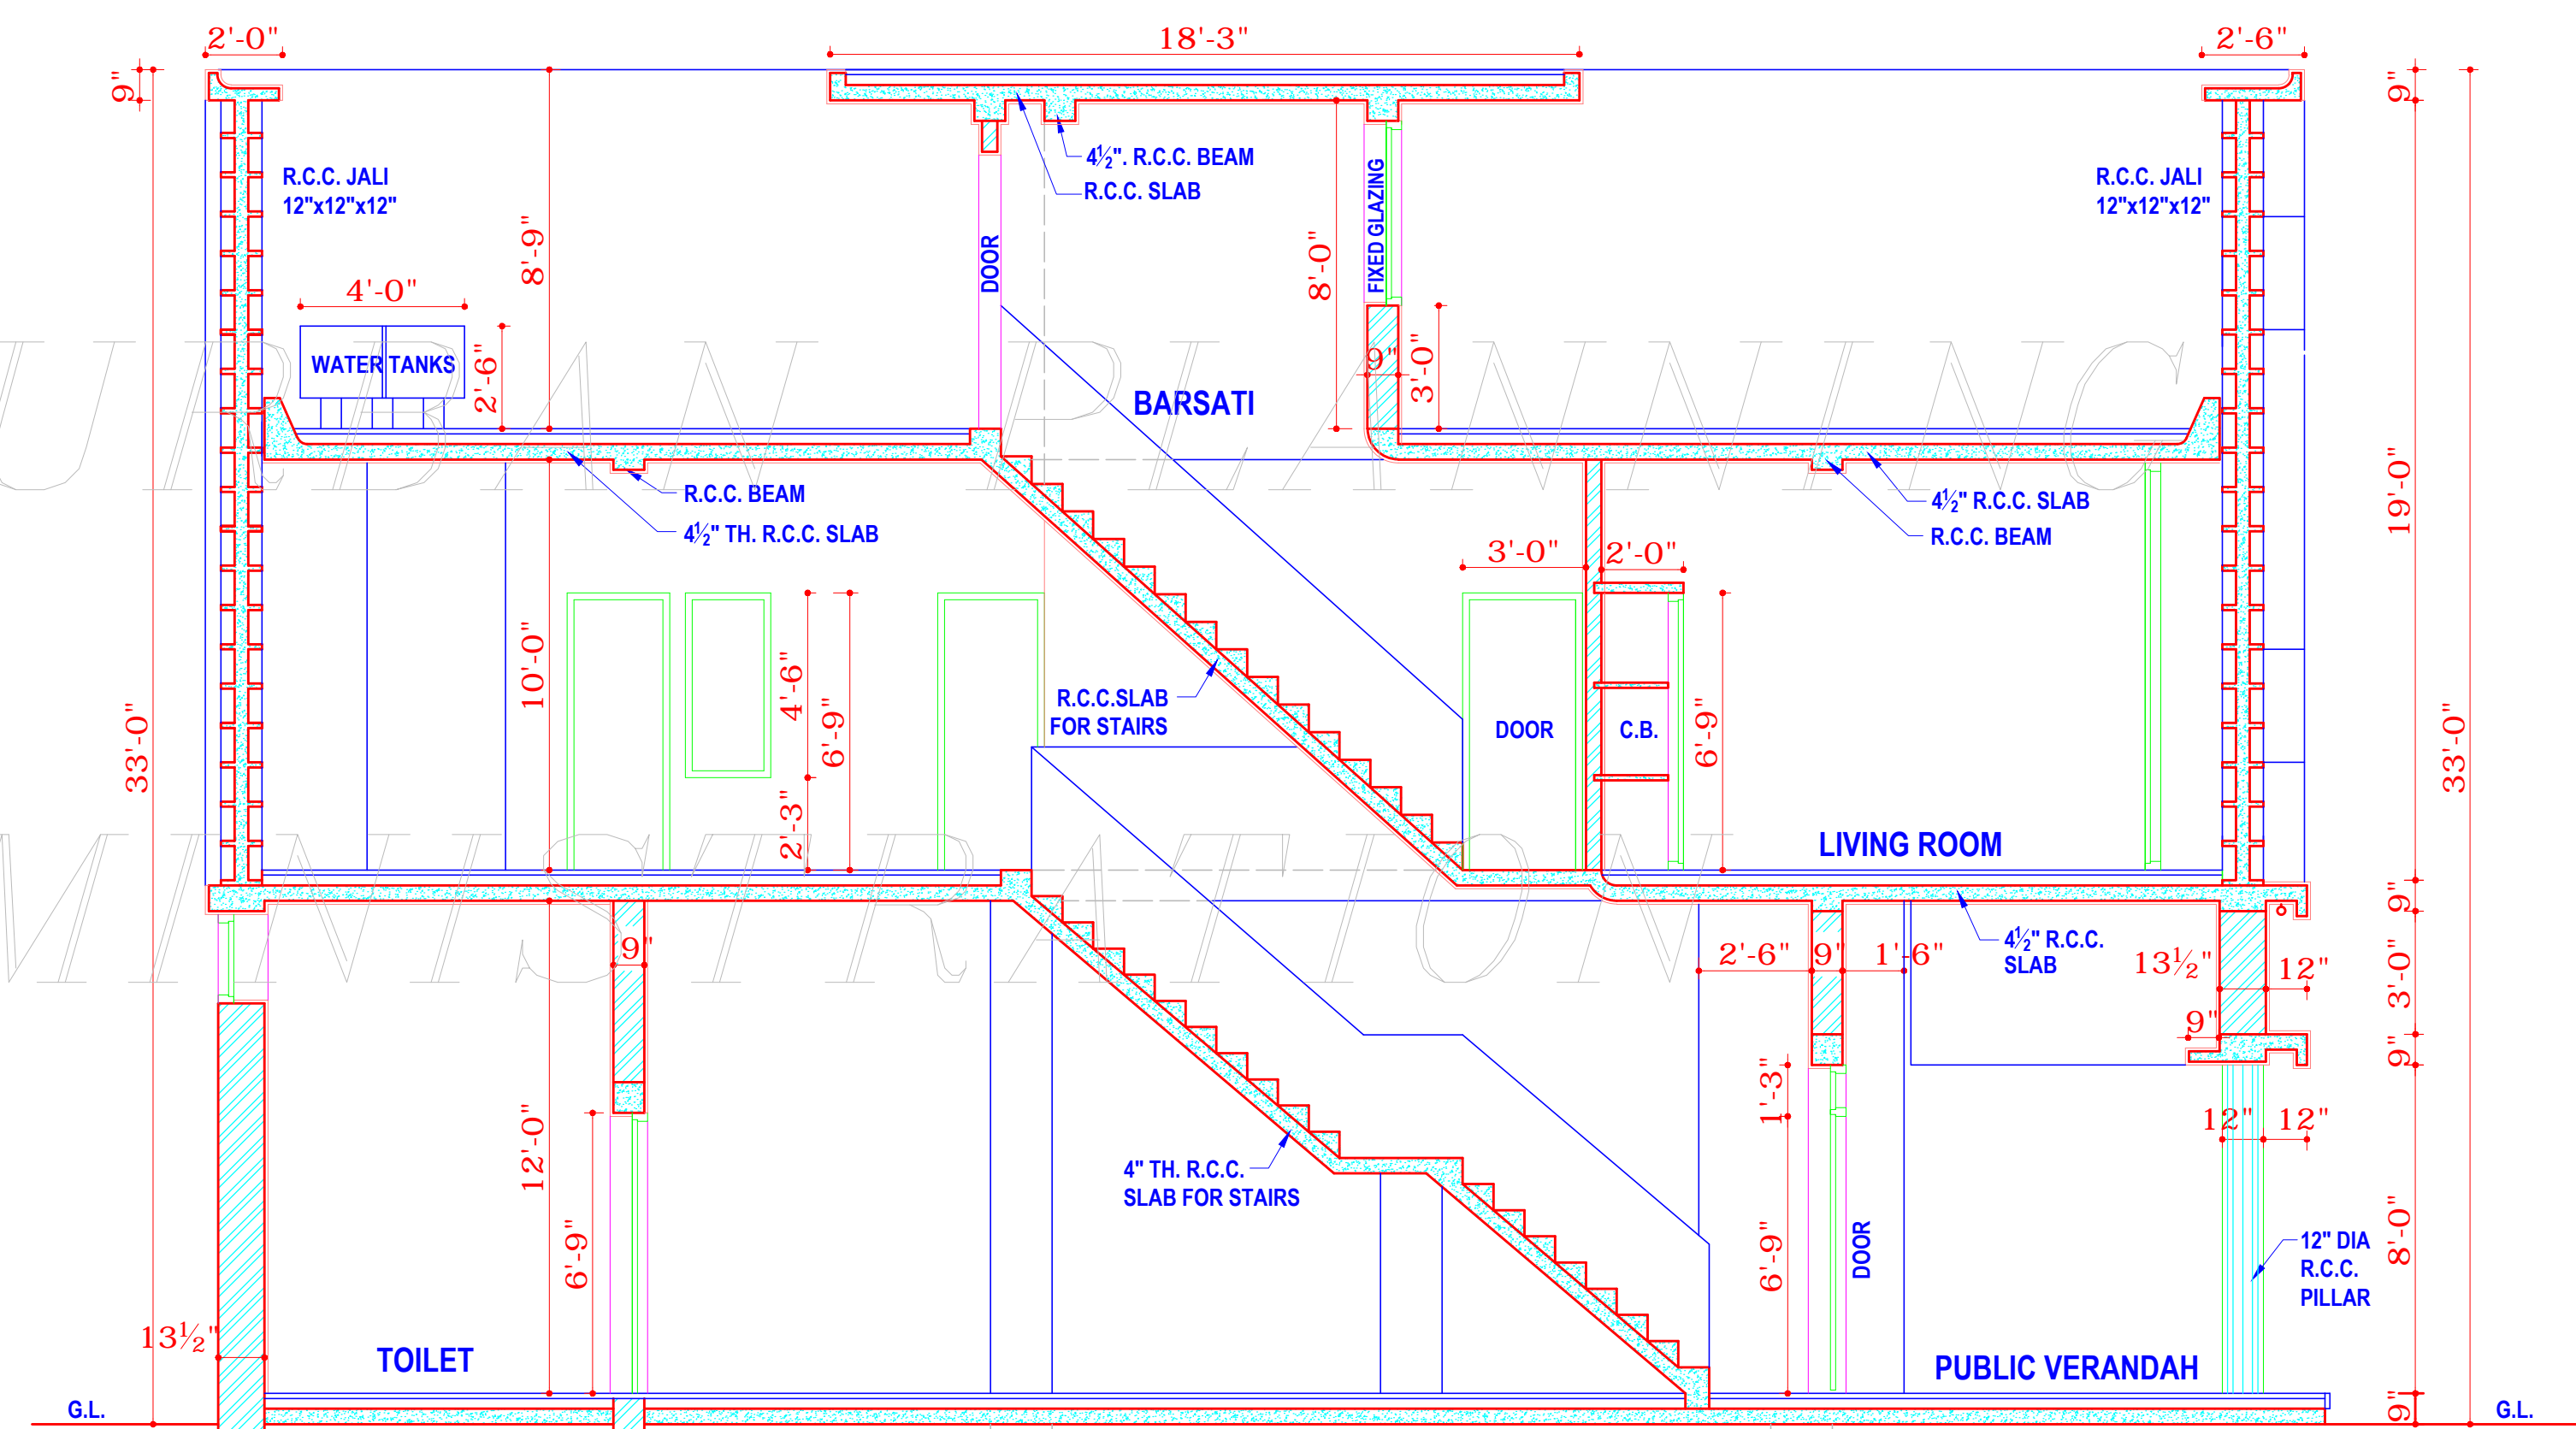 2'-0"
18'-3"
2'-6"
9"
9"
4½". R.C.C. BEAM
R.C.C. SLAB
R.C.C. JALI
12"x12"x12"
R.C.C. JALI
12"x12"x12"
8'-9"
DOOR
8'-0"
FIXED GLAZING
4'-0"
WATER TANKS
2'-6"
9"
3'-0"
BARSATI
URBAN PLANNING
R.C.C. BEAM
4½" TH. R.C.C. SLAB
4½" R.C.C. SLAB
R.C.C. BEAM
19'-0"
3'-0"
2'-0"
10'-0"
4'-6"
6'-9"
2'-3"
R.C.C.SLAB
FOR STAIRS
DOOR
C.B.
6'-9"
33'-0"
33'-0"
LIVING ROOM
MINISTRATION
9"
9"
2'-6"
9"
1'-6"
4½" R.C.C.
SLAB
13½"
12"
3'-0"
9"
9"
1'-3"
12"
12"
12'-0"
4" TH. R.C.C.
SLAB FOR STAIRS
6'-9"
6'-9"
DOOR
8'-0"
12" DIA
R.C.C.
PILLAR
13½"
TOILET
PUBLIC VERANDAH
G.L.
9"
G.L.